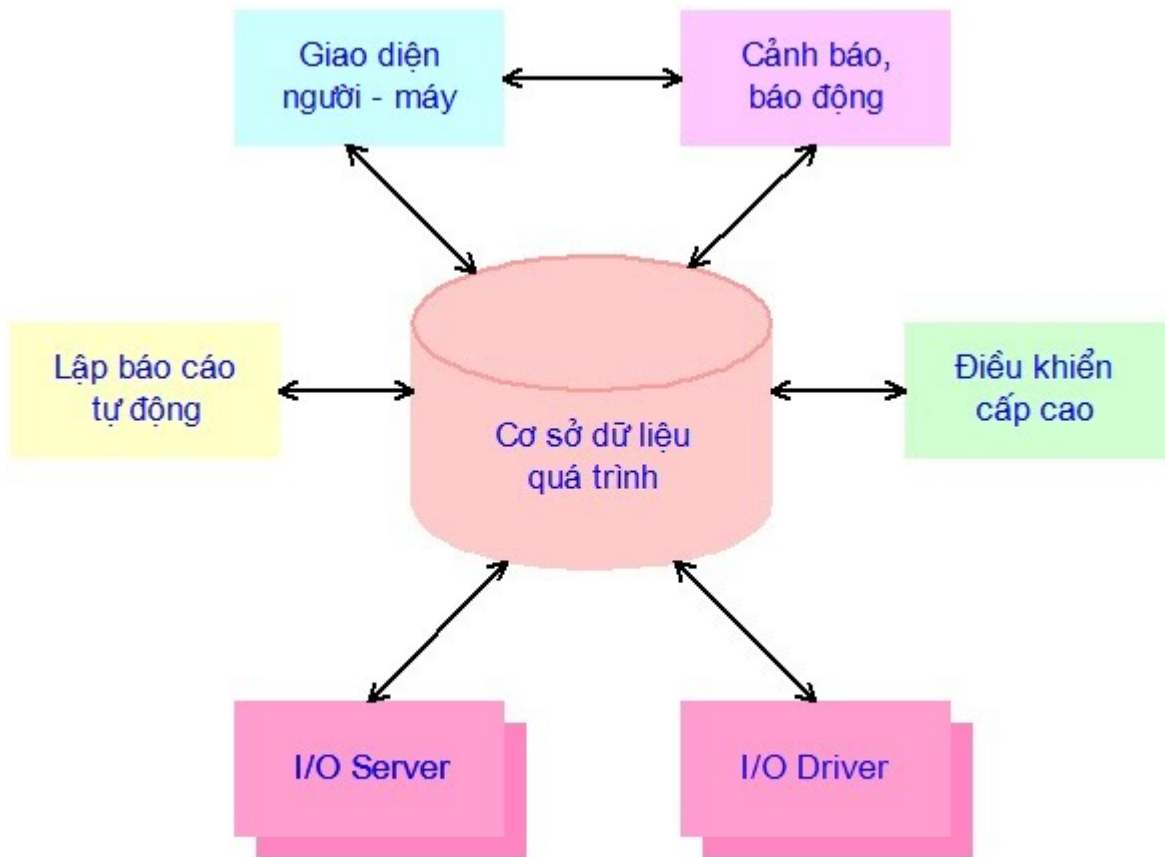 Giao diện
người - máy
Cảnh báo,
báo động
Lập báo cáo
tự động
Cơ sở dữ liệu
quá trình
Điều khiển
cấp cao
I/O Server
I/O Driver